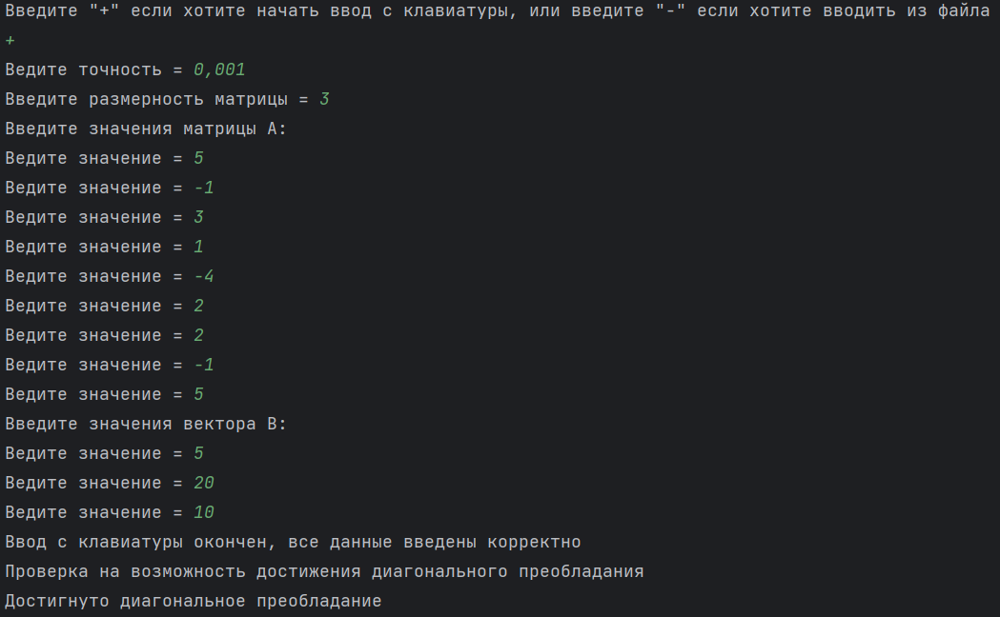 Введите "+" если хотите начать ввод с клавиатуры, или введите "-" если хотите вводить из файла
+
Ведите точность = 0,001
Введите размерность матрицы = 3
Введите значения матрицы А:
Ведите значение = 5
Ведите значение = -1
Ведите значение = 3
Ведите значение = 1
Ведите значение = -4
Ведите значение = 2
Ведите значение = 2
Ведите значение = -1
Ведите значение = 5
Введите значения вектора В:
Ведите значение = 5
Ведите значение = 20
Ведите значение = 10
Ввод с клавиатуры окончен, все данные введены корректно
Проверка на возможность достижения диагонального преобладания
Достигнуто диагональное преобладание